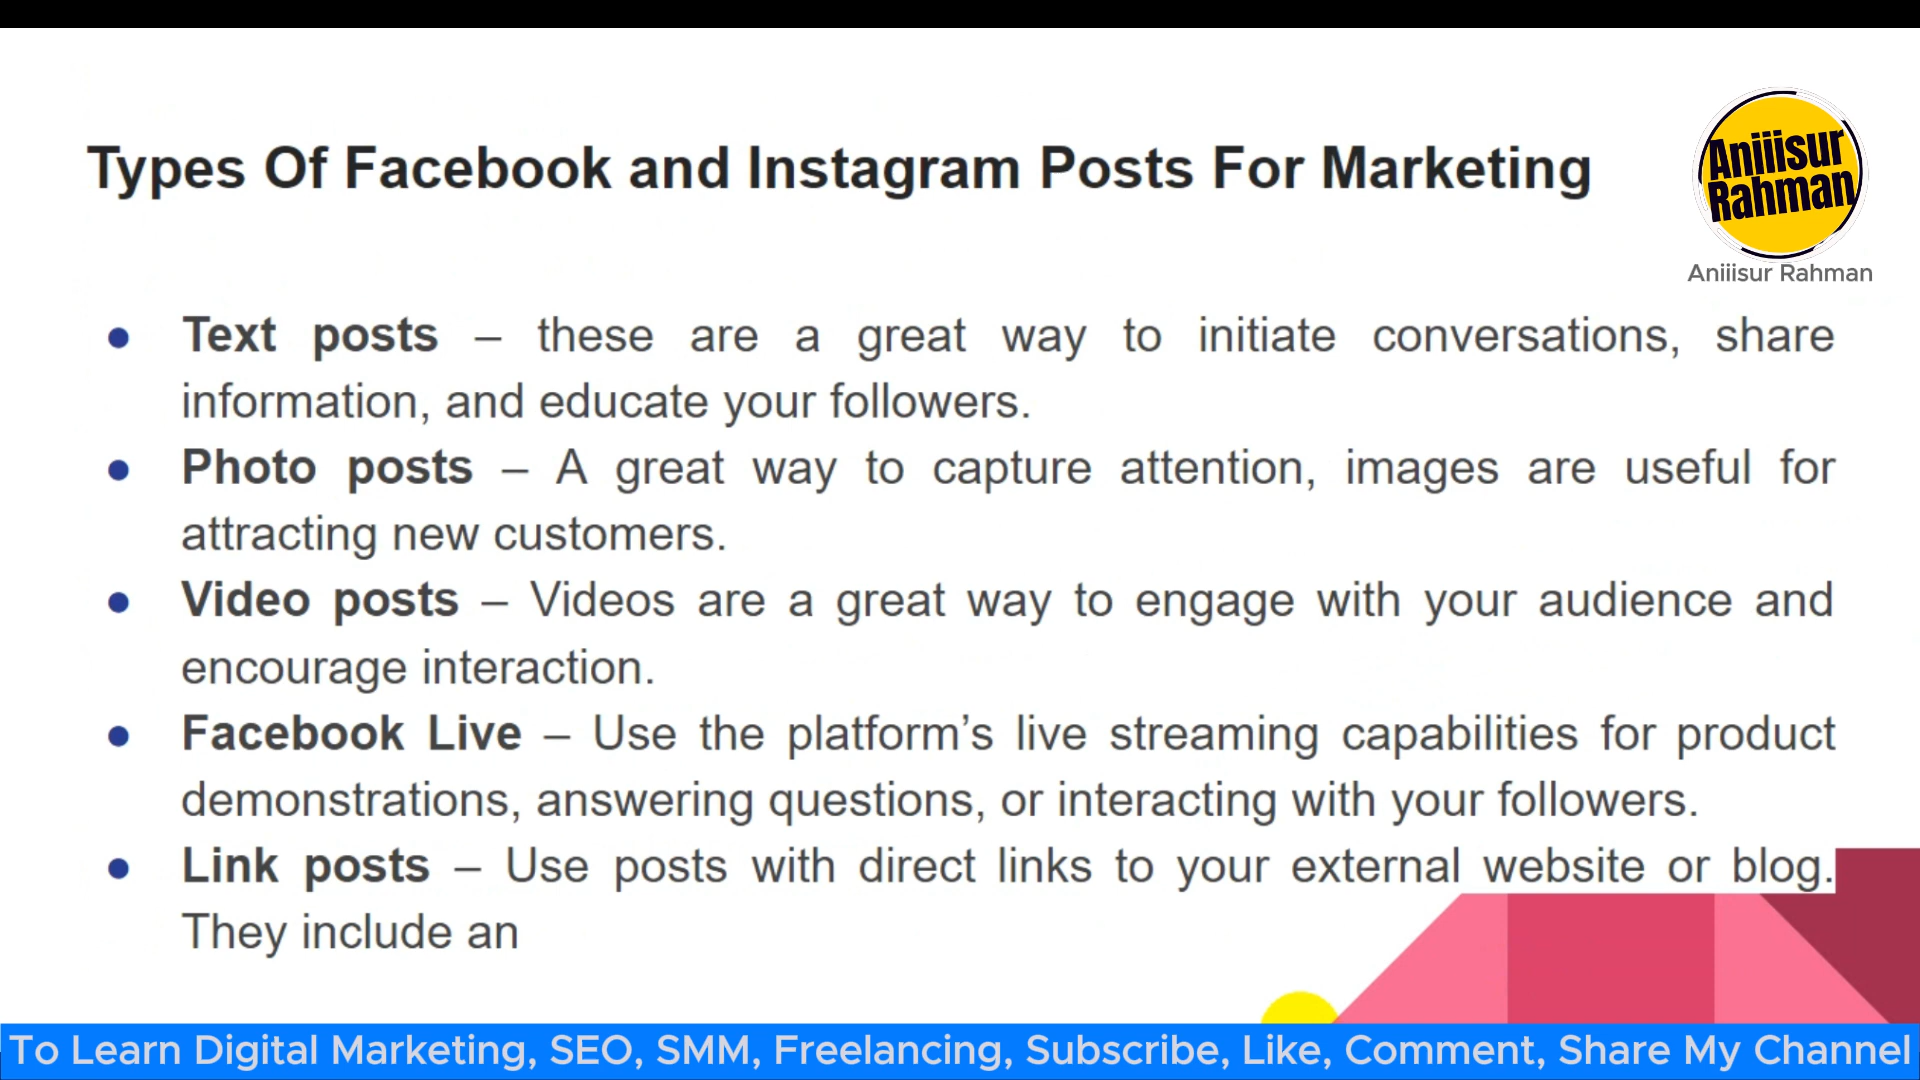 Types Of Facebook and Instagram Posts For Marketing
Aniiisur
Rahman
Aniiisur Rahman
● Text posts – these are a great way to initiate conversations, share
information, and educate your followers.
● Photo posts – A great way to capture attention, images are useful for
attracting new customers.
● Video posts – Videos are a great way to engage with your audience and
encourage interaction.
● Facebook Live – Use the platform’s live streaming capabilities for product
demonstrations, answering questions, or interacting with your followers.
● Link posts – Use posts with direct links to your external website or blog.
They include an
To Learn Digital Marketing, SEO, SMM, Freelancing, Subscribe, Like, Comment, Share My Channel